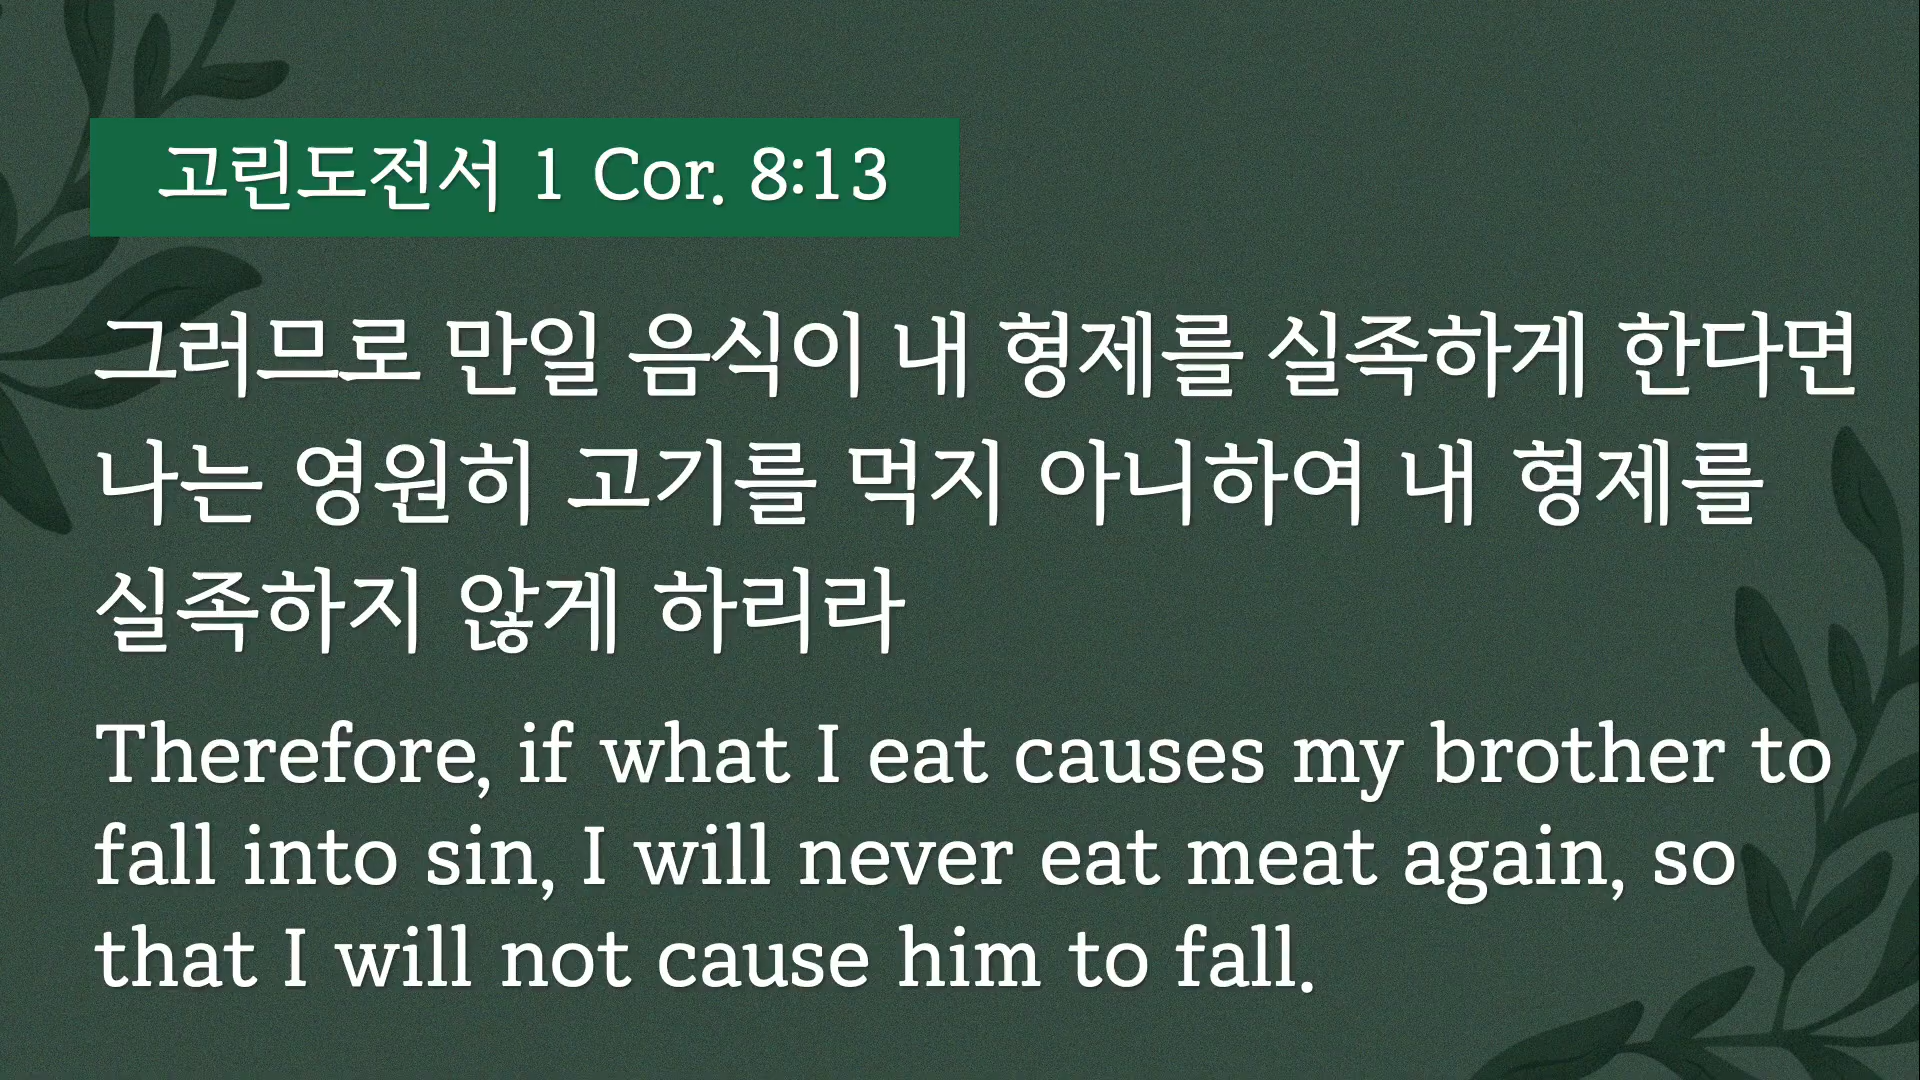 고린도전서 1 Cor. 8:13
그러므로 만일 음식이 내 형제를 실족하게 한다면
나는 영원히 고기를 먹지 아니하여 내 형제를
실족하지 않게 하리라
Therefore, if what I eat causes my brother to
fall into sin, I will never eat meat again, so
that I will not cause him to fall.